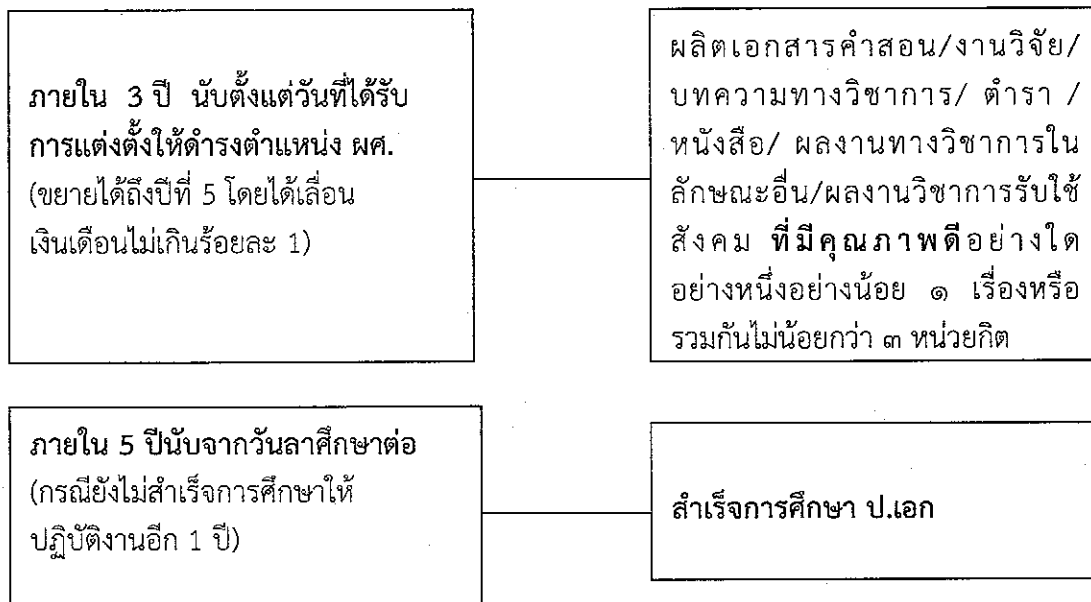 ภายใน 3 ปี นับตั้งแต่วันที่ได้รับ
การแต่งตั้งให้ดำรงตำแหน่ง ผศ.
(ขยายได้ถึงปีที่ 5 โดยได้เลื่อน
เงินเดือนไม่เกินร้อยละ 1)
ผลิตเอกสารคำสอน/งานวิจัย/
บทความทางวิชาการ/ ตำรา /
หนังสือ/ ผลงานทางวิชาการใน
ลักษณะอื่น/ผลงานวิชาการรับใช้
สังคม ที่มีคุณภาพดีอย่างใด
อย่างหนึ่งอย่างน้อย ๑ เรื่องหรือ
รวมกันไม่น้อยกว่า ๓ หน่วยกิต
ภายใน 5 ปีนับจากวันลาศึกษาต่อ
(กรณียังไม่สำเร็จการศึกษาให้
ปฏิบัติงานอีก 1 ปี)
สำเร็จการศึกษา ป.เอก